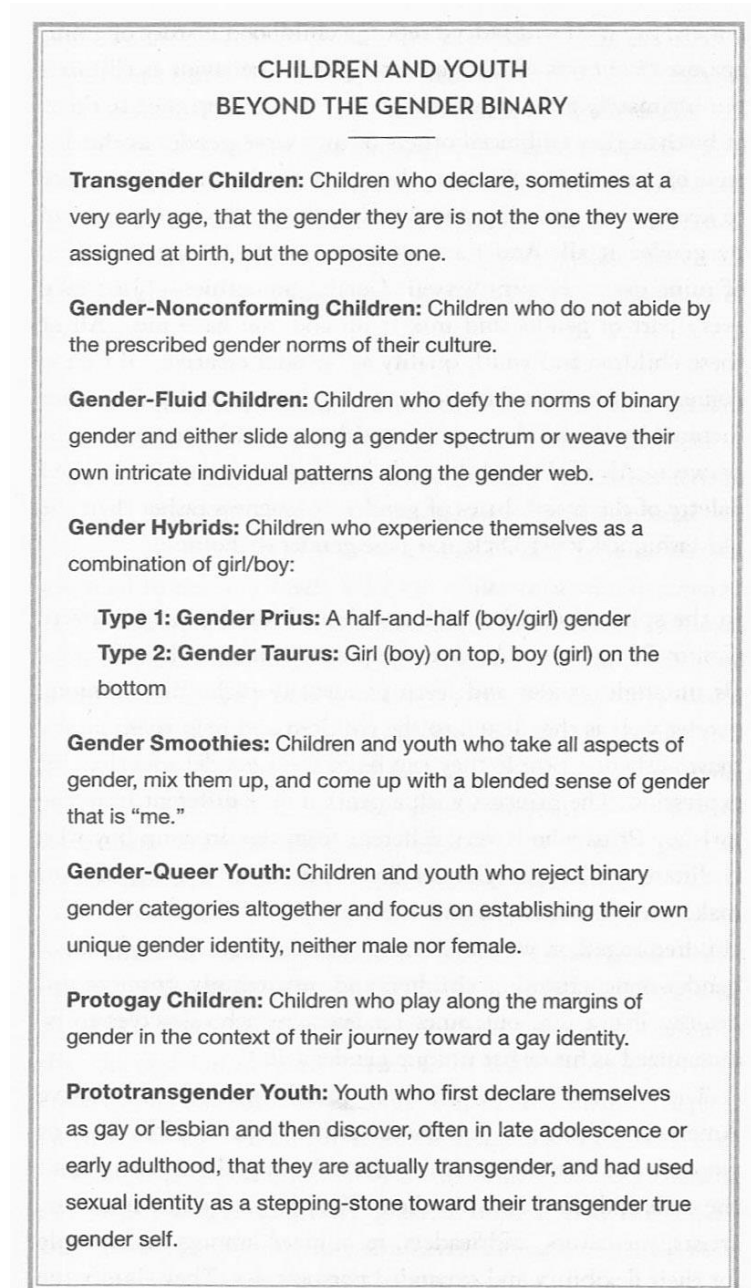 CHILDREN AND YOUTH
BEYOND THE GENDER BINARY
Transgender Children: Children who declare, sometimes at a
very early age, that the gender they are is not the one they were
assigned at birth, but the opposite one.
Gender-Nonconforming Children: Children who do not abide by
the prescribed gender norms of their culture.
Gender-Fluid Children: Children who defy the norms of binary
gender and either slide along a gender spectrum or weave their
own intricate individual patterns along the gender web.
Gender Hybrids: Children who experience themselves as a
combination of girl/boy:
Type 1: Gender Prius: A half-and-half (boy/girl) gender
Type 2: Gender Taurus: Girl (boy) on top, boy (girl) on the
bottom
Gender Smoothies: Children and youth who take all aspects of
gender, mix them up, and come up with a blended sense of gender
that is “me.”
Gender-Queer Youth: Children and youth who reject binary
gender categories altogether and focus on establishing their own
unique gender identity, neither male nor female.
Protogay Children: Children who play along the margins of
gender in the context of their journey toward a gay identity.
Prototransgender Youth: Youth who first declare themselves
as gay or lesbian and then discover, often in late adolescence or
early adulthood, that they are actually transgender, and had used
sexual identity as a stepping-stone toward their transgender true
gender self.